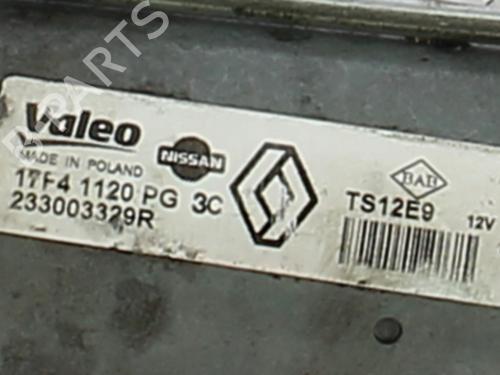 Valeo
MADE IN POLAND
NISSAN
17F4 1120 PG 3C
233003329R
BAB
TS12E9
12V
PARTS